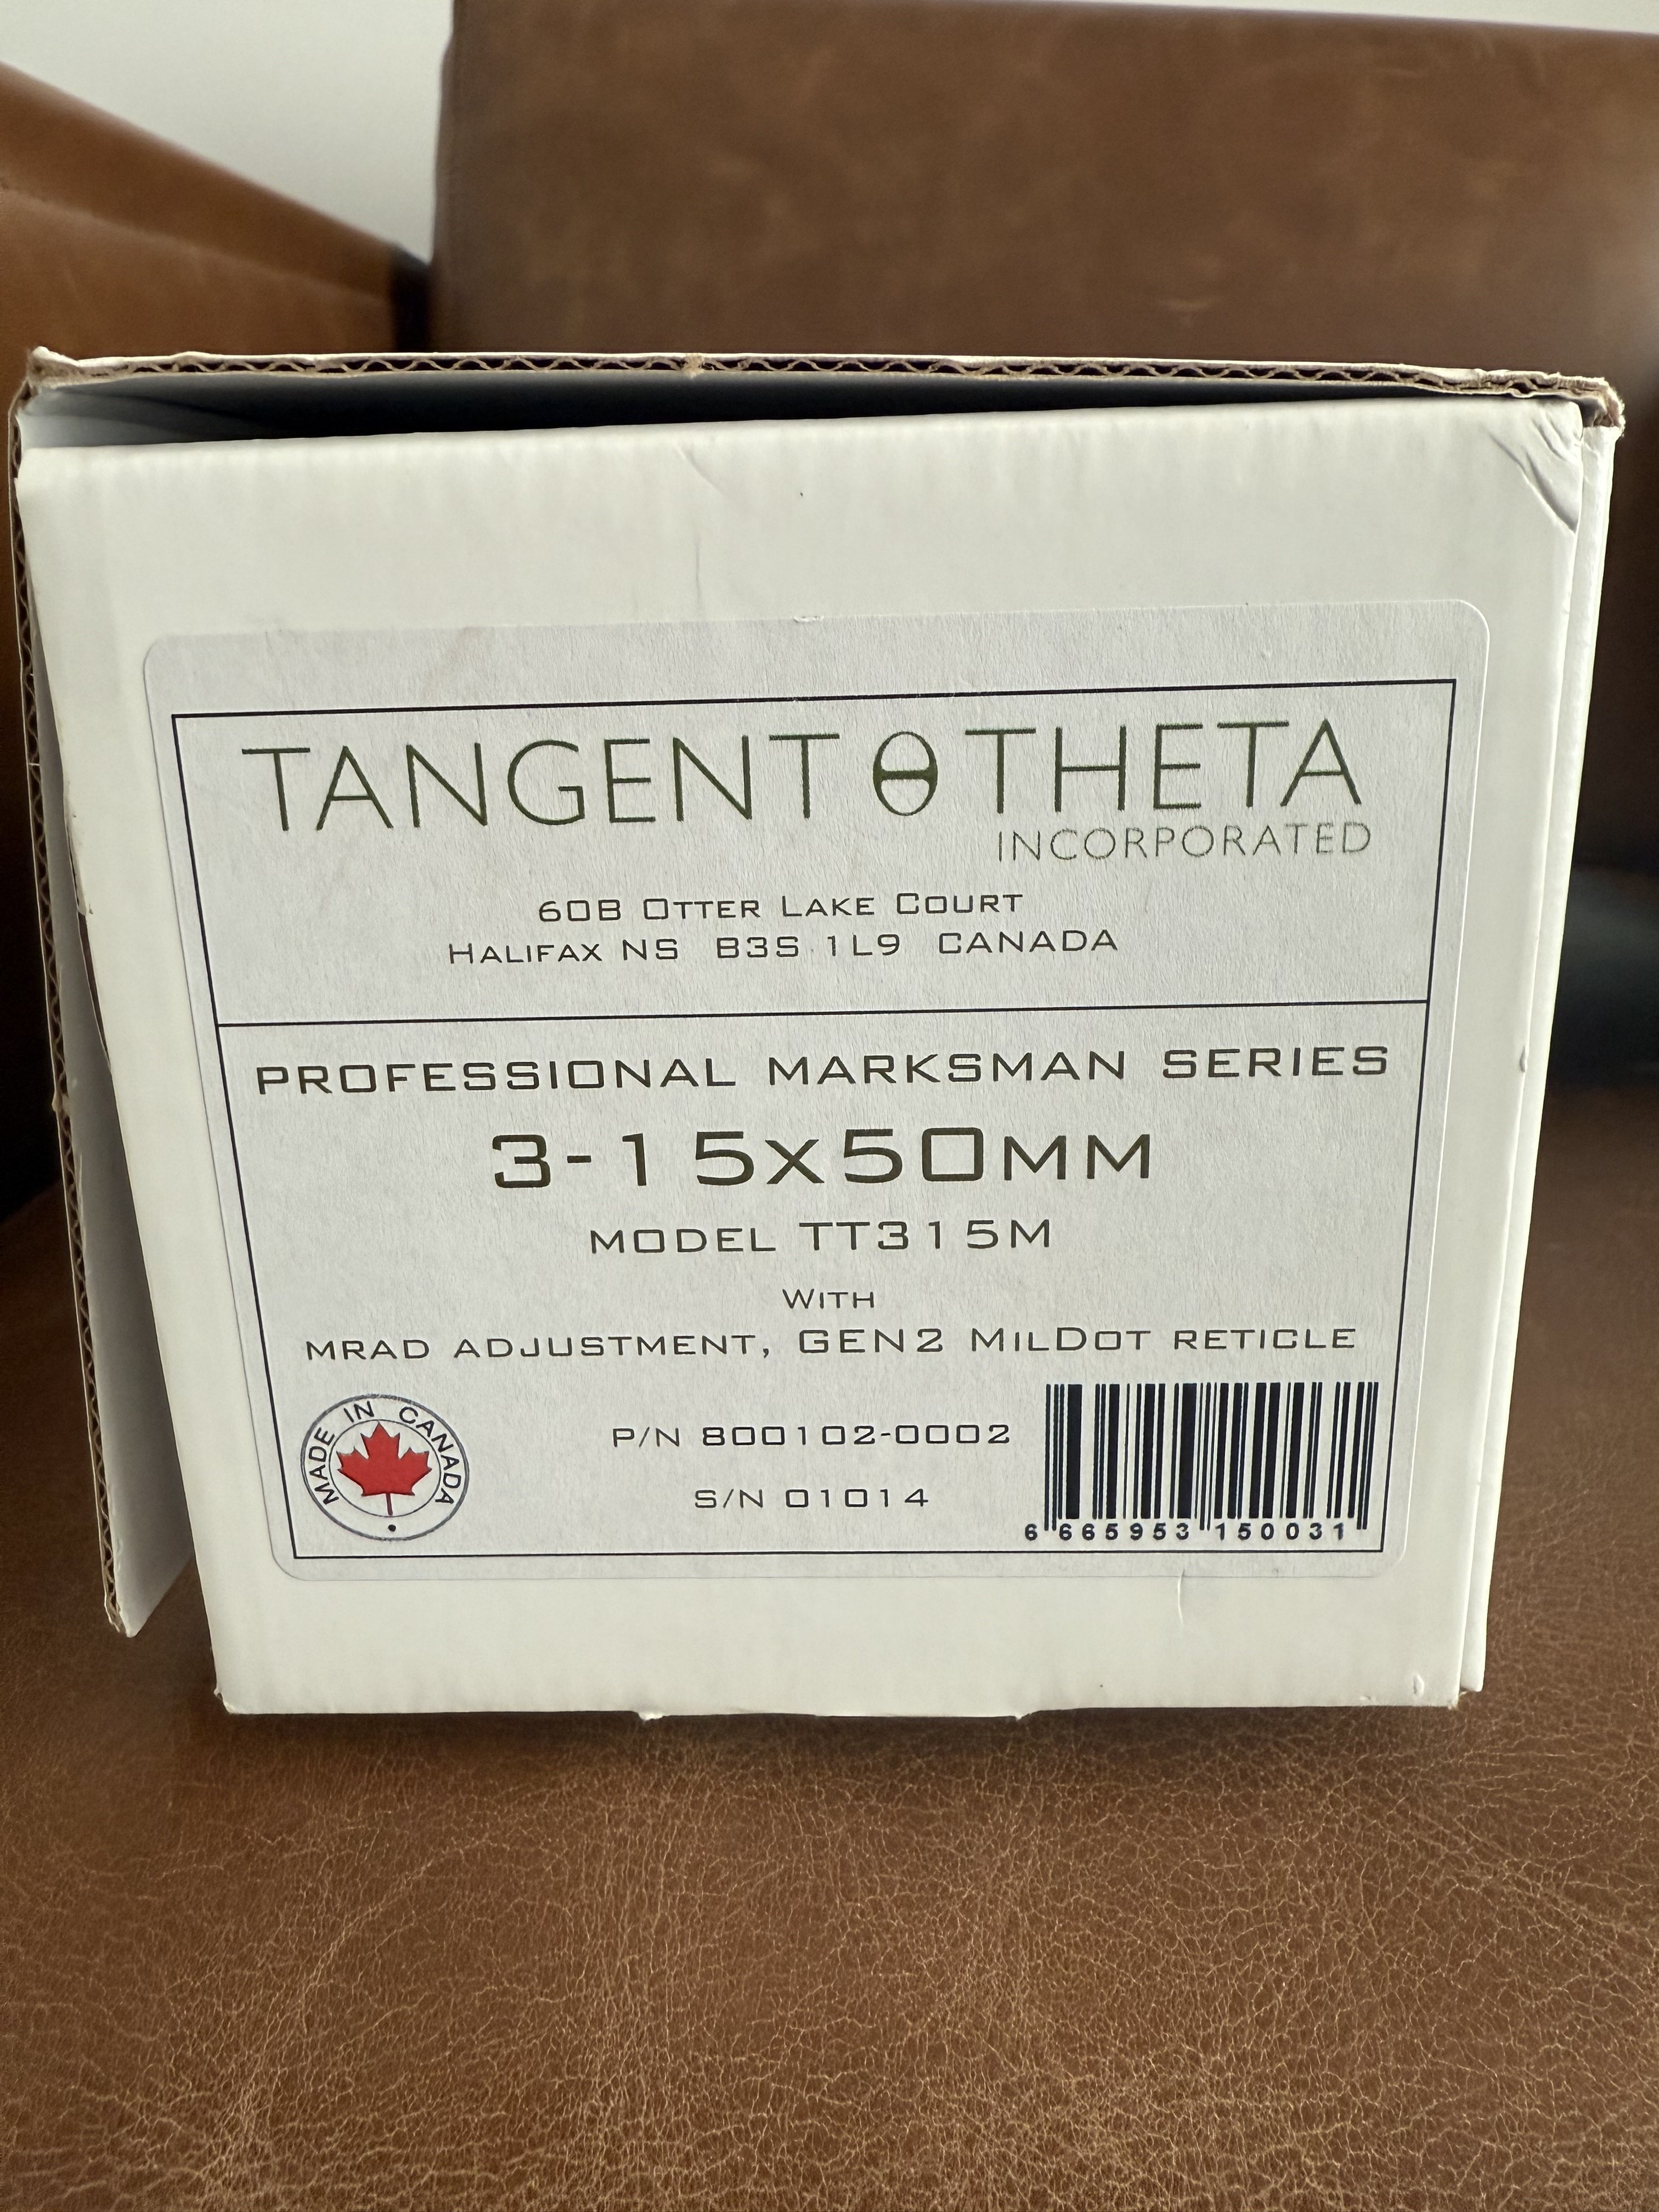 TANGENT θ THETA
INCORPORATED
60B OTTER LAKE COURT
HALIFAX NS B3S 1L9 CANADA
PROFESSIONAL MARKSMAN SERIES
3-15x50MM
MODEL TT315M
WITH
MRAD ADJUSTMENT, GEN2 MILDOT RETICLE
MADE IN CANADA
P/N 800102-0002
S/N 01014
6 665953 150031